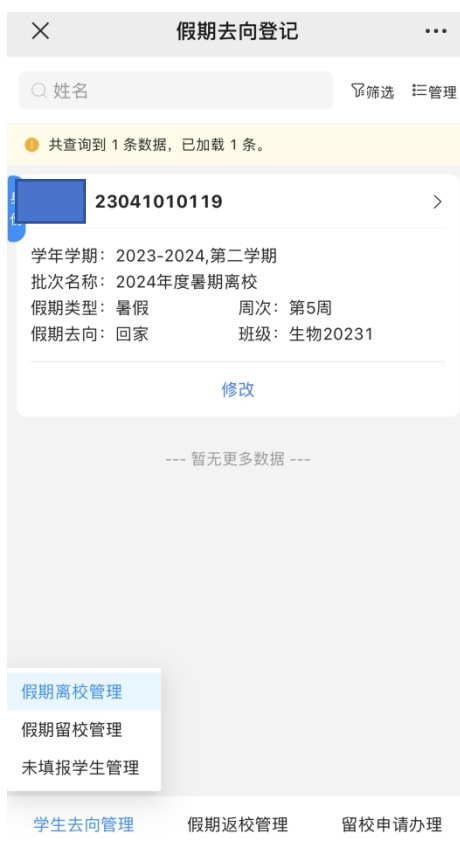 假期去向登记
姓名
筛选 管理
共查询到 1 条数据，已加载 1 条。
23041010119
学年学期：2023-2024,第二学期
批次名称：2024年度暑期离校
假期类型：暑假 周次：第5周
假期去向：回家 班级：生物20231
修改
--- 暂无更多数据 ---
假期离校管理
假期留校管理
未填报学生管理
学生去向管理 假期返校管理 留校申请办理